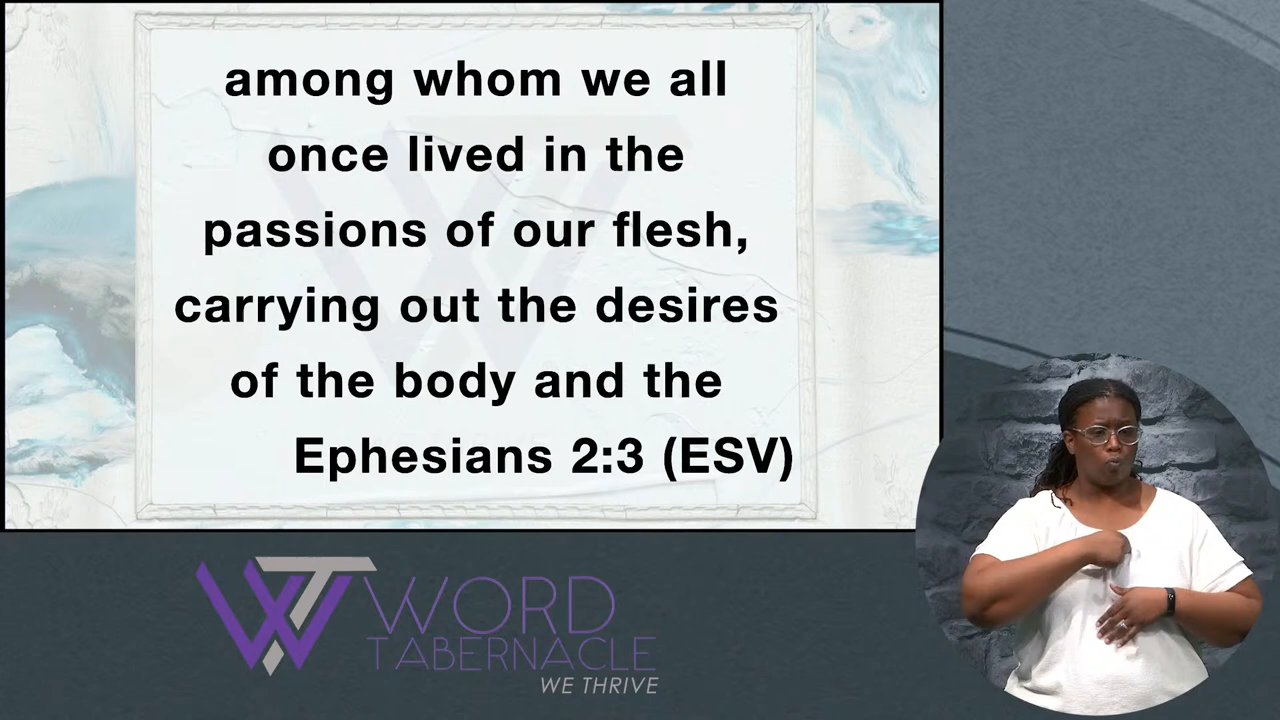 among whom we all
once lived in the
passions of our flesh,
carrying out the desires
of the body and the
Ephesians 2:3 (ESV)
WT WORD
TABERNACLE
WE THRIVE